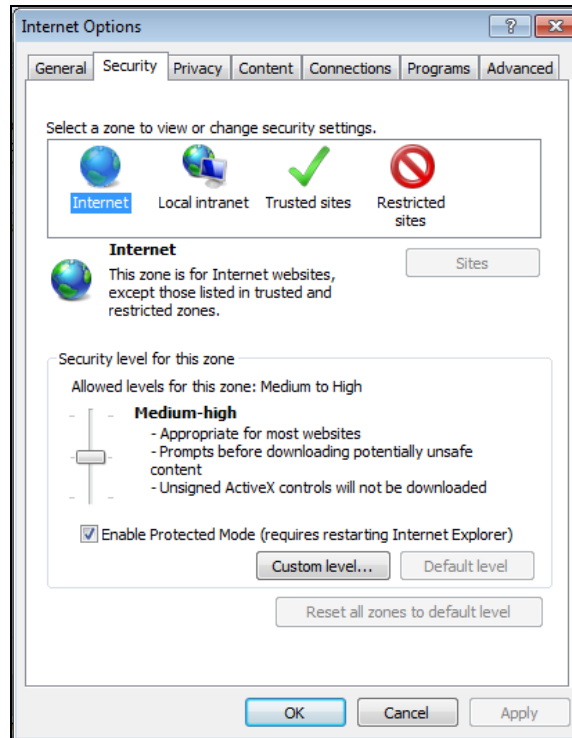 Internet Options
?
General Security Privacy Content Connections Programs Advanced
Select a zone to view or change security settings.
Internet Local intranet Trusted sites Restricted
sites
Internet
This zone is for Internet websites,
except those listed in trusted and
restricted zones.
Sites
Security level for this zone
Allowed levels for this zone: Medium to High
Medium-high
- Appropriate for most websites
- Prompts before downloading potentially unsafe
content
- Unsigned ActiveX controls will not be downloaded
Enable Protected Mode (requires restarting Internet Explorer)
Custom level... Default level
Reset all zones to default level
OK Cancel Apply